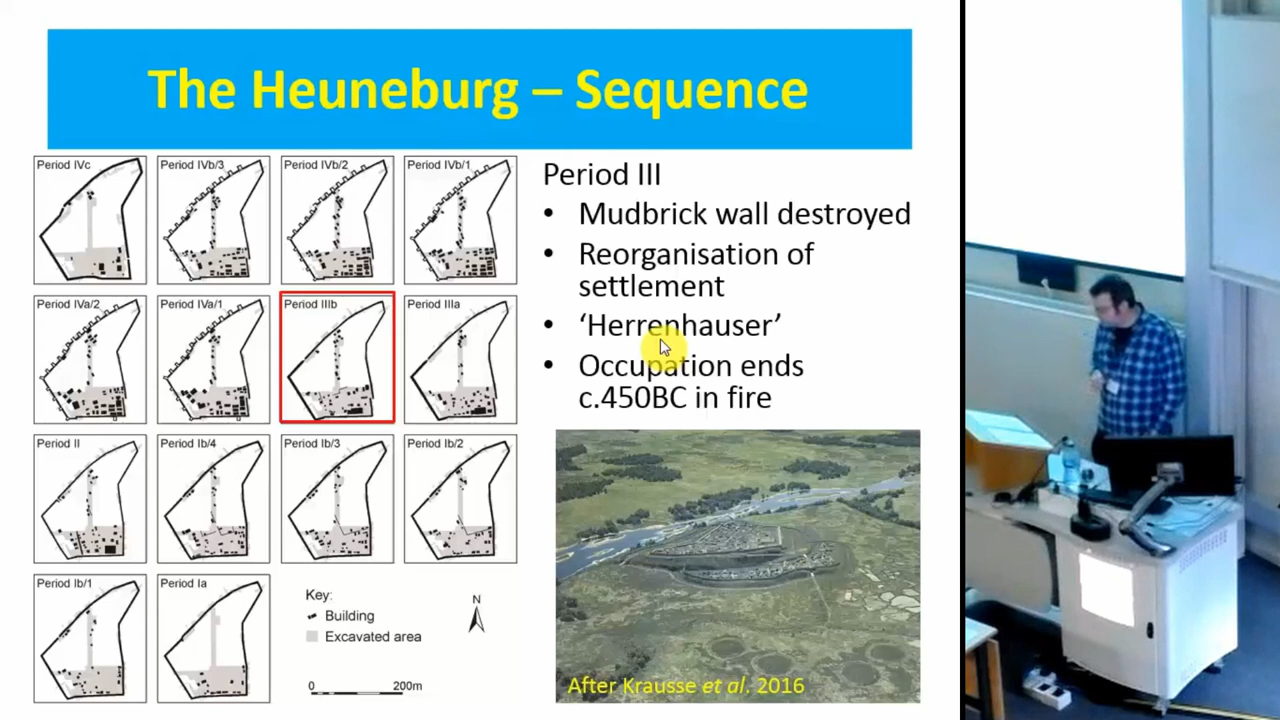 The Heuneburg – Sequence
Period IVc
Period IVb/3
Period IVb/2
Period IVb/1
Period IVa/2
Period IVa/1
Period IIIb
Period IIIa
Period II
Period Ib/4
Period Ib/3
Period Ib/2
Period Ib/1
Period Ia
Key:
Building
Excavated area
N
0 200m
Period III
• Mudbrick wall destroyed
• Reorganisation of
settlement
• ‘Herrenhauser’
• Occupation ends
c.450BC in fire
After Krausse et al. 2016